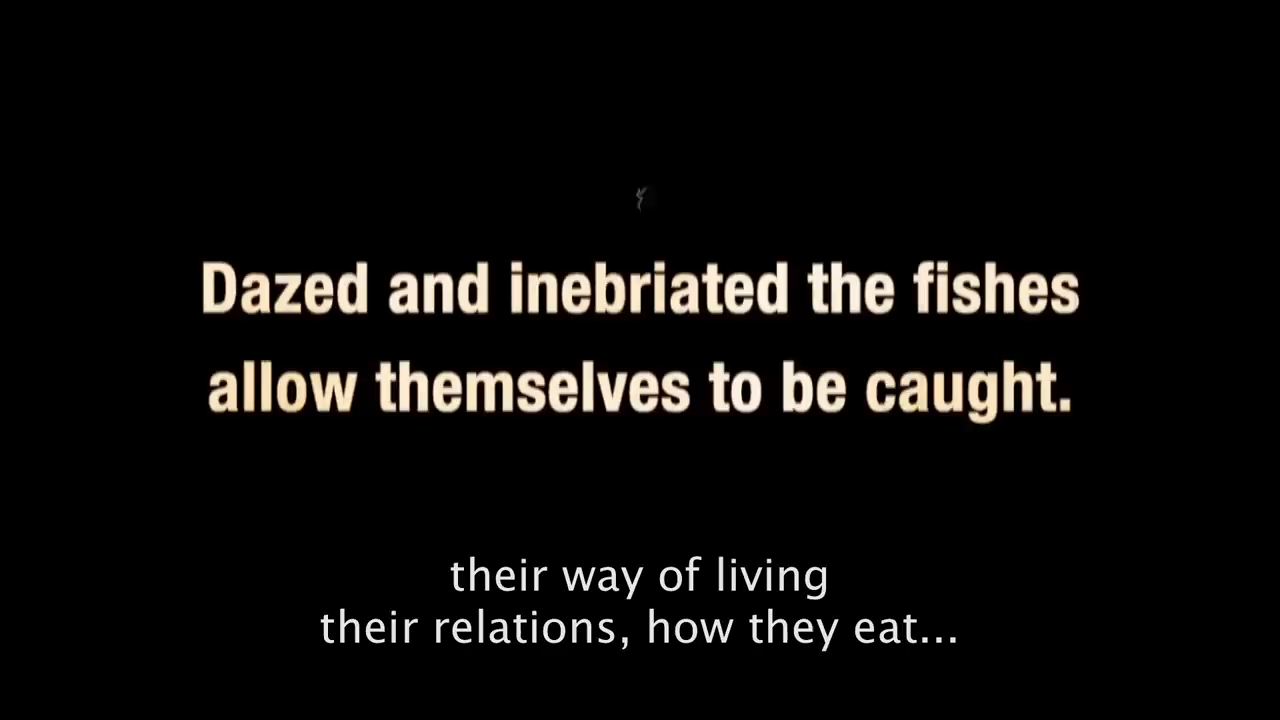 Dazed and inebriated the fishes
allow themselves to be caught.
their way of living
their relations, how they eat...